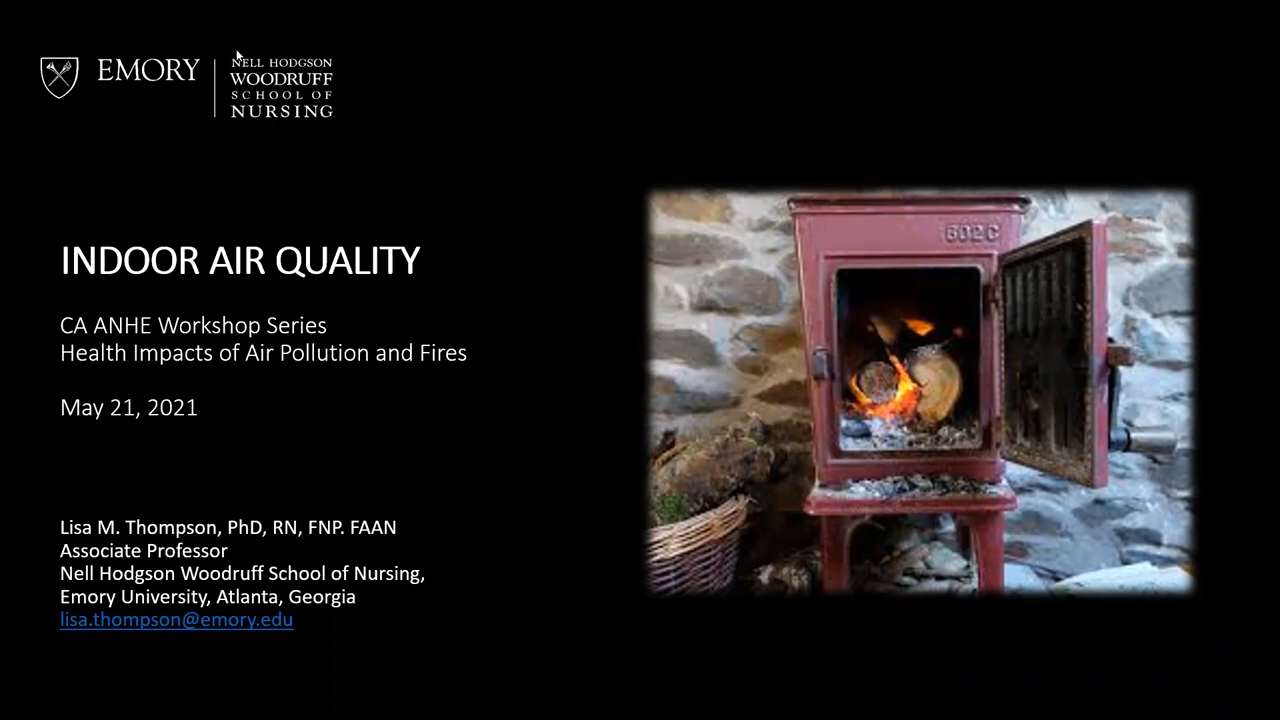 EMORY
NELL HODGSON
WOODRUFF
SCHOOL OF
NURSING
INDOOR AIR QUALITY
CA ANHE Workshop Series
Health Impacts of Air Pollution and Fires
May 21, 2021
Lisa M. Thompson, PhD, RN, FNP. FAAN
Associate Professor
Nell Hodgson Woodruff School of Nursing,
Emory University, Atlanta, Georgia
lisa.thompson@emory.edu
602C